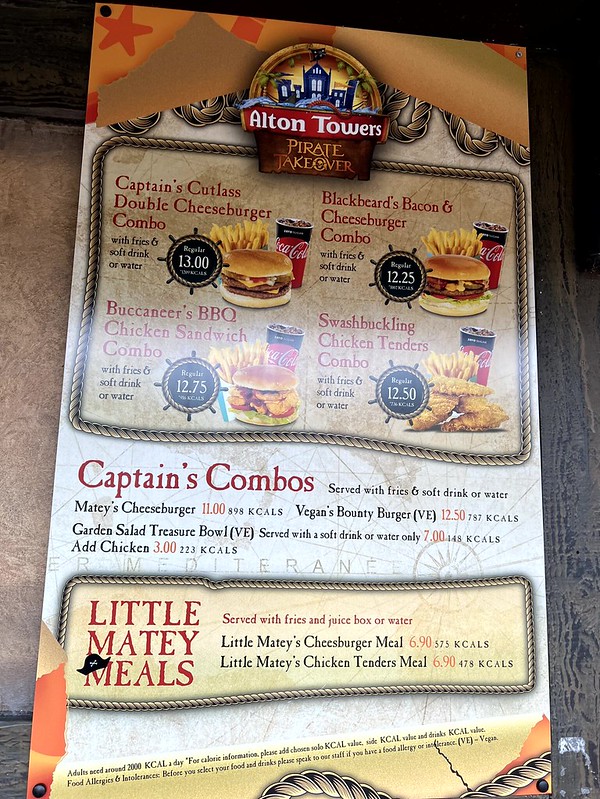 Alton Towers
PIRATE
TAKEOVER
Captain's Cutlass
Double Cheeseburger
Combo
with fries &
soft drink
or water
Regular
13.00
Coca-Cola
Blackbeard's Bacon &
Cheeseburger
Combo
with fries &
soft drink
or water
Regular
12.25
Buccaneer's BBQ
Chicken Sandwich
Combo
with fries &
soft drink
or water
Regular
12.75
Coca-Cola
Swashbuckling
Chicken Tenders
Combo
with fries &
soft drink
or water
Regular
12.50
Captain's Combos Served with fries & soft drink or water
Matey's Cheeseburger 11.00 898 KCALS Vegan's Bounty Burger (VE) 12.50 787 KCALS
Garden Salad Treasure Bowl (VE) Served with a soft drink or water only 7.00 148 KCALS
Add Chicken 3.00 223 KCALS
ER MEDITERANEE
LITTLE
MATEY
MEALS
Served with fries and juice box or water
Little Matey's Cheesburger Meal 6.90 575 KCALS
Little Matey's Chicken Tenders Meal 6.90 478 KCALS
Adults need around 2000 KCAL a day *For calorie information, please add chosen solo KCAL value, side KCAL value and drinks KCAL value.
Food Allergies & Intolerances: Before you select your food and drinks please speak to our staff if you have a food allergy or intolerance. (VE) – Vegan.